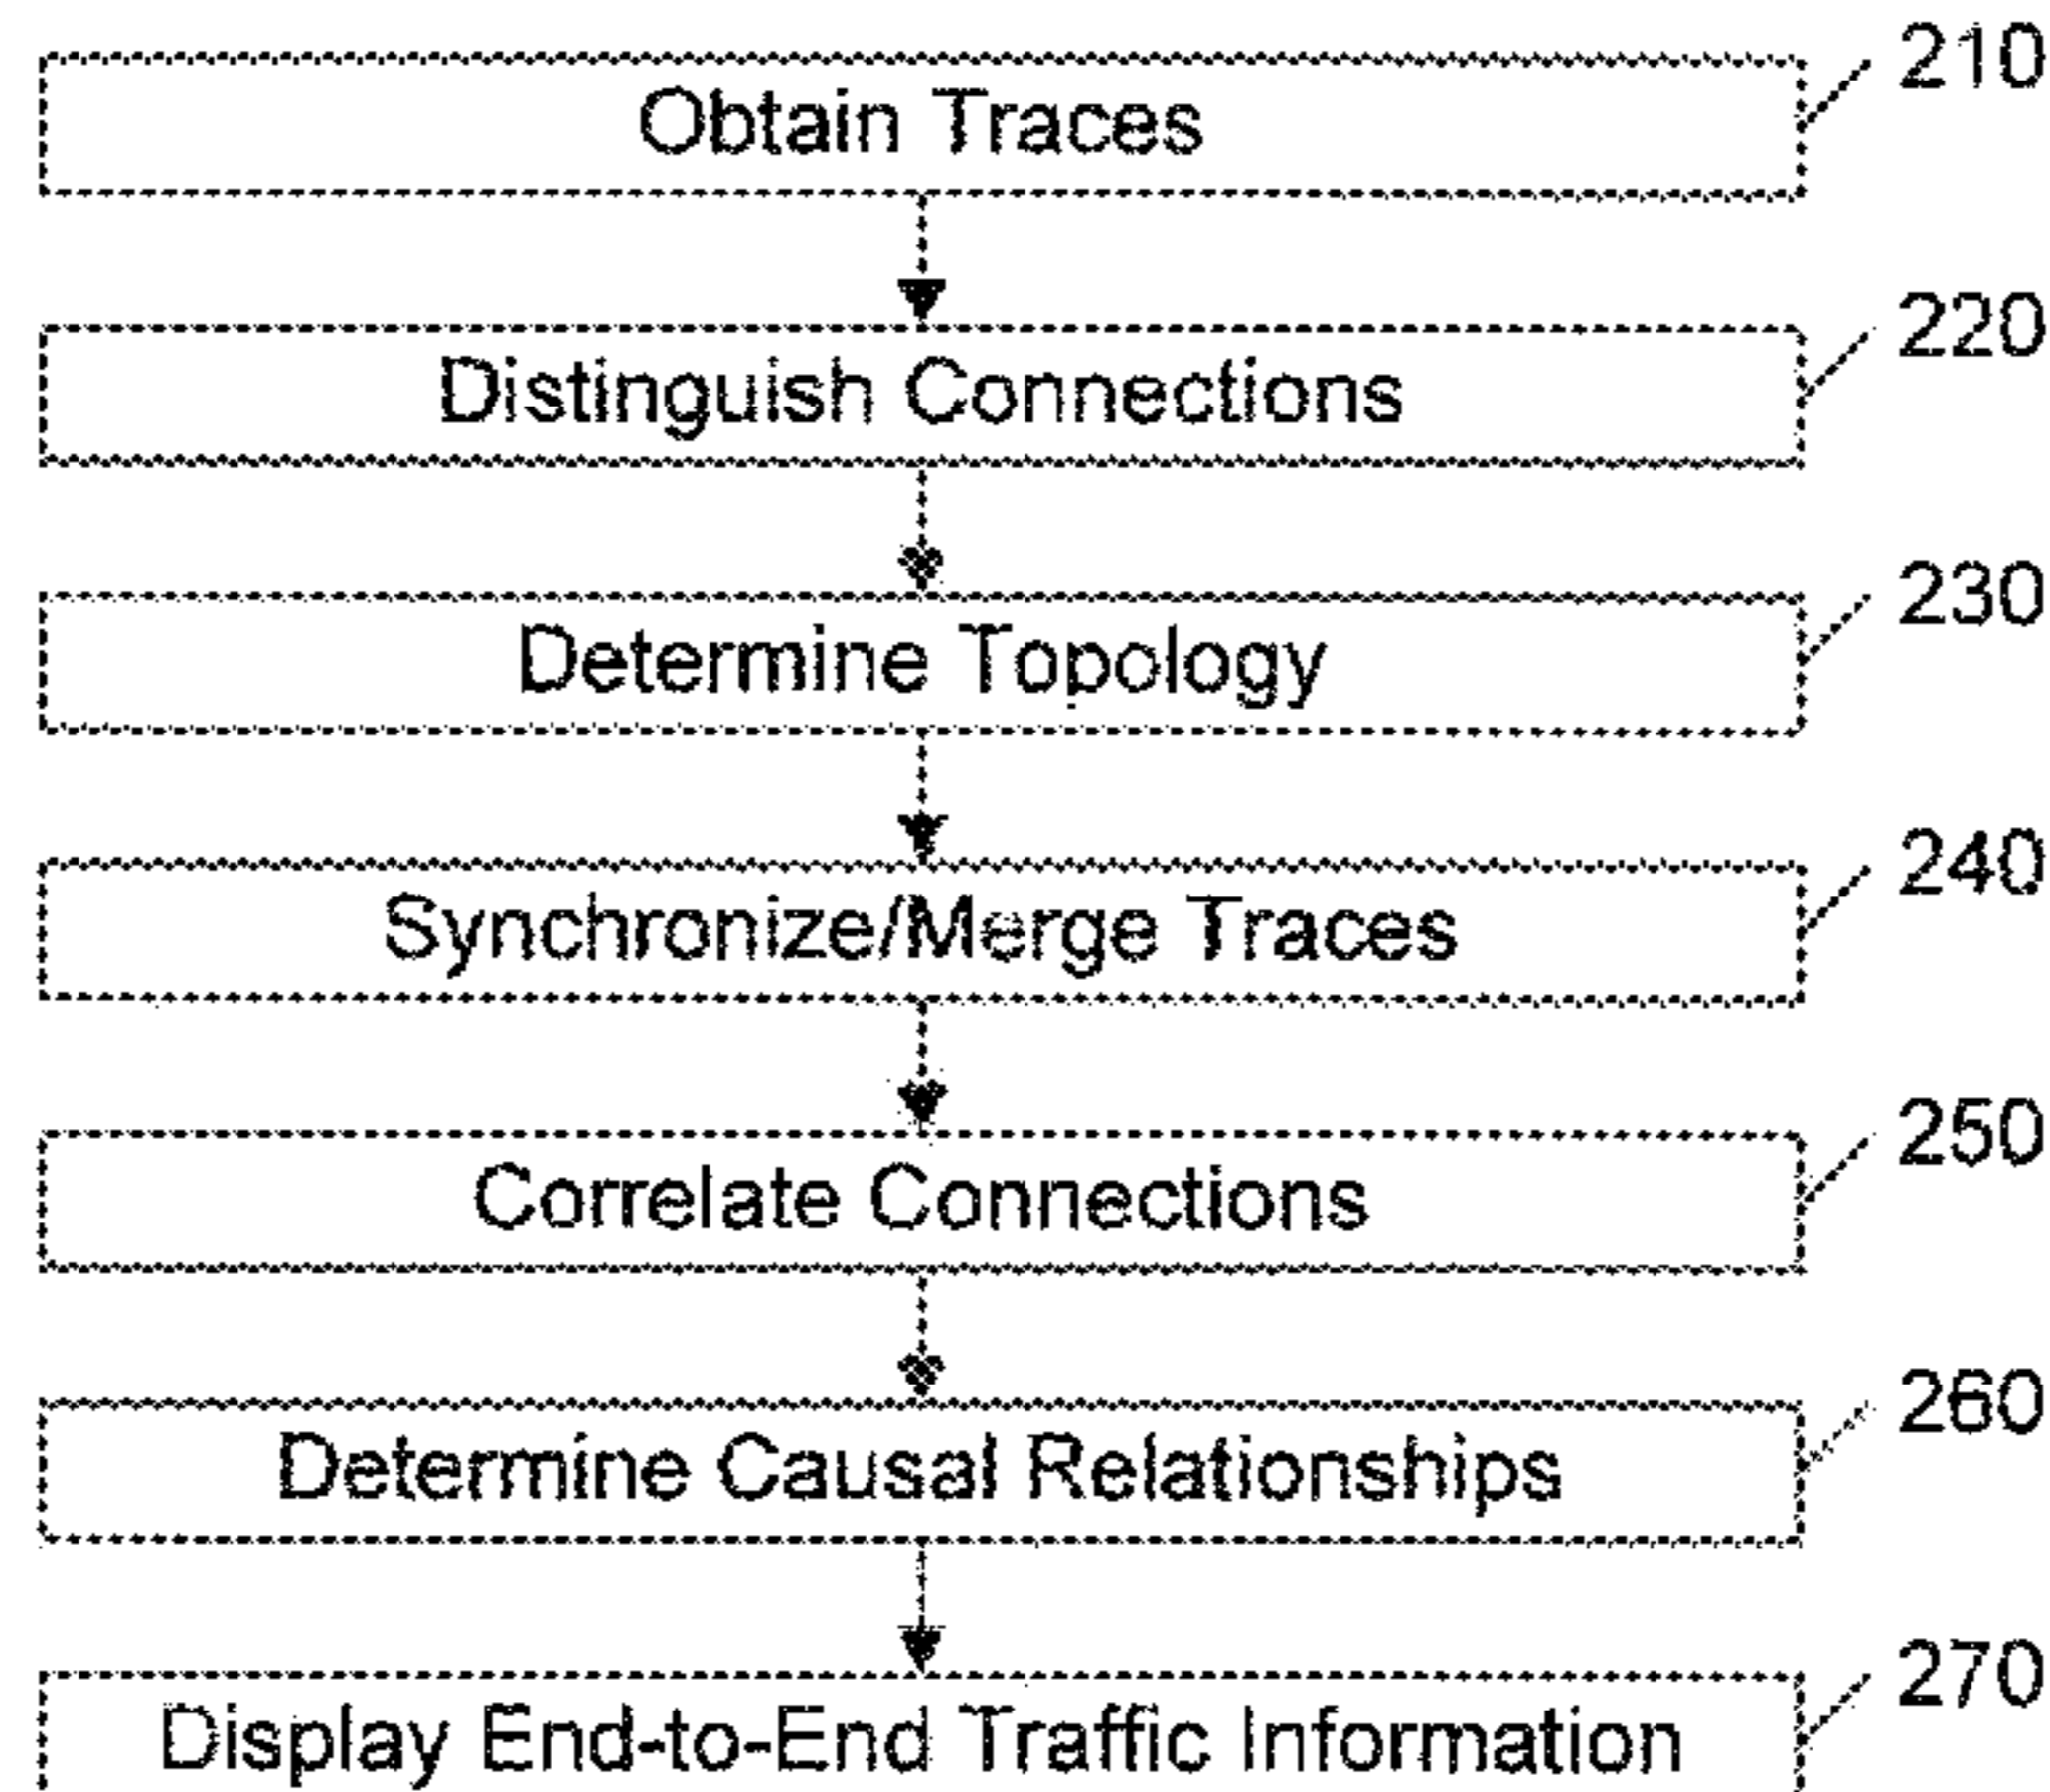 Obtain Traces 210
Distinguish Connections 220
Determine Topology 230
Synchronize/Merge Traces 240
Correlate Connections 250
Determine Causal Relationships 260
Display End-to-End Traffic Information 270